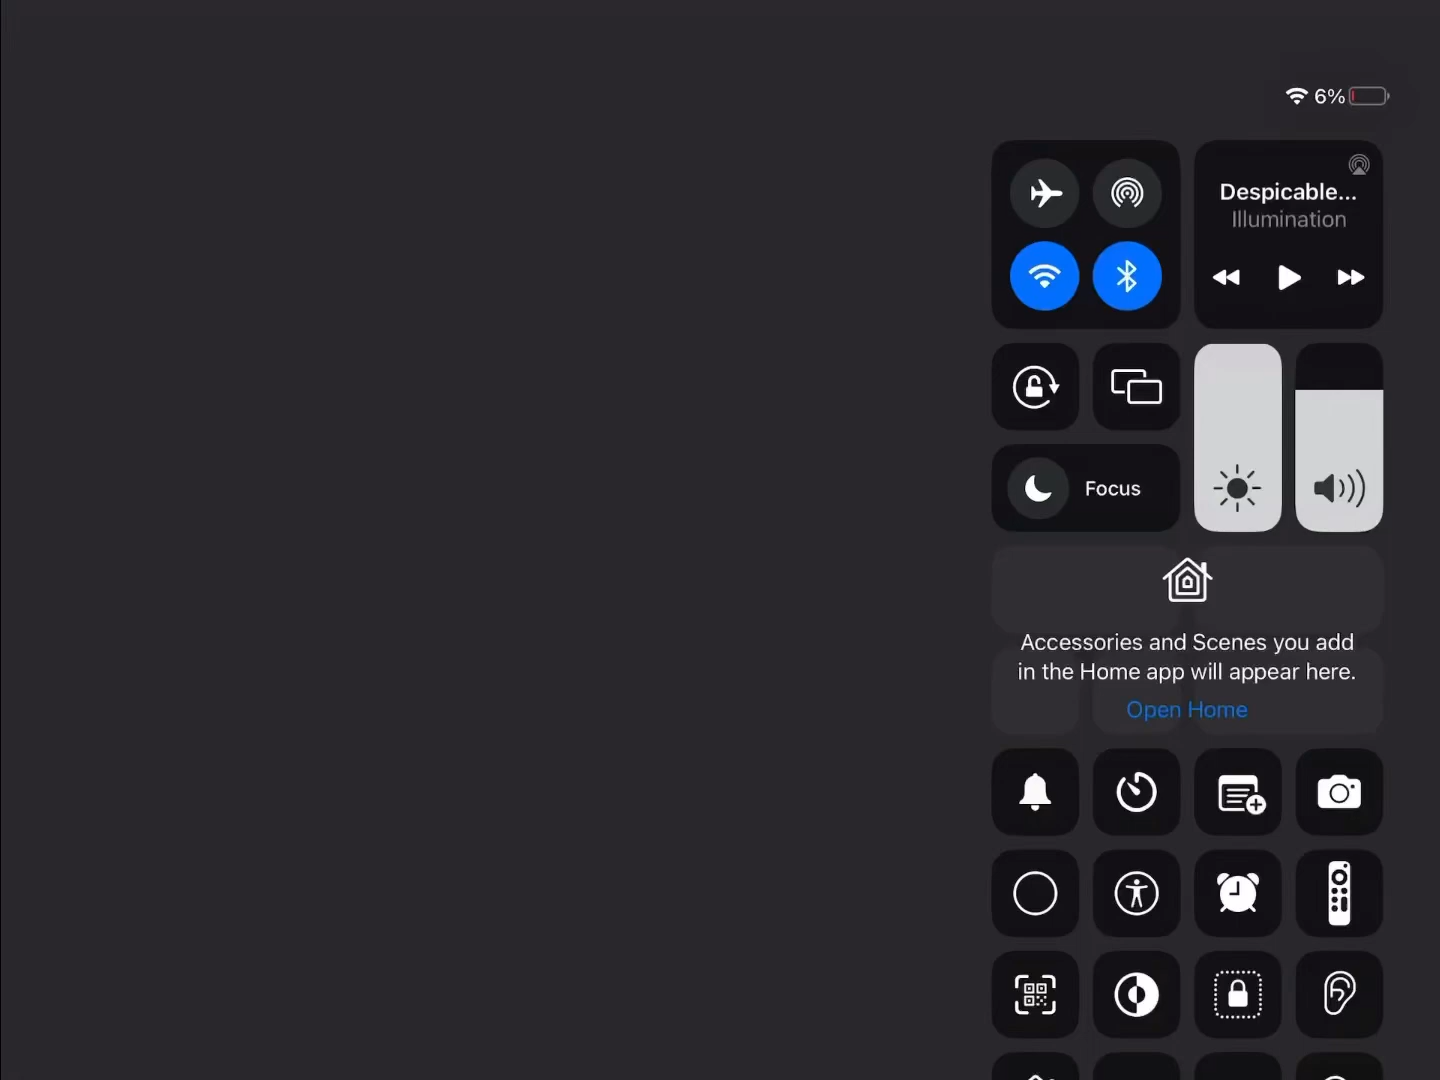 6%
Despicable...
Illumination
Focus
Accessories and Scenes you add
in the Home app will appear here.
Open Home